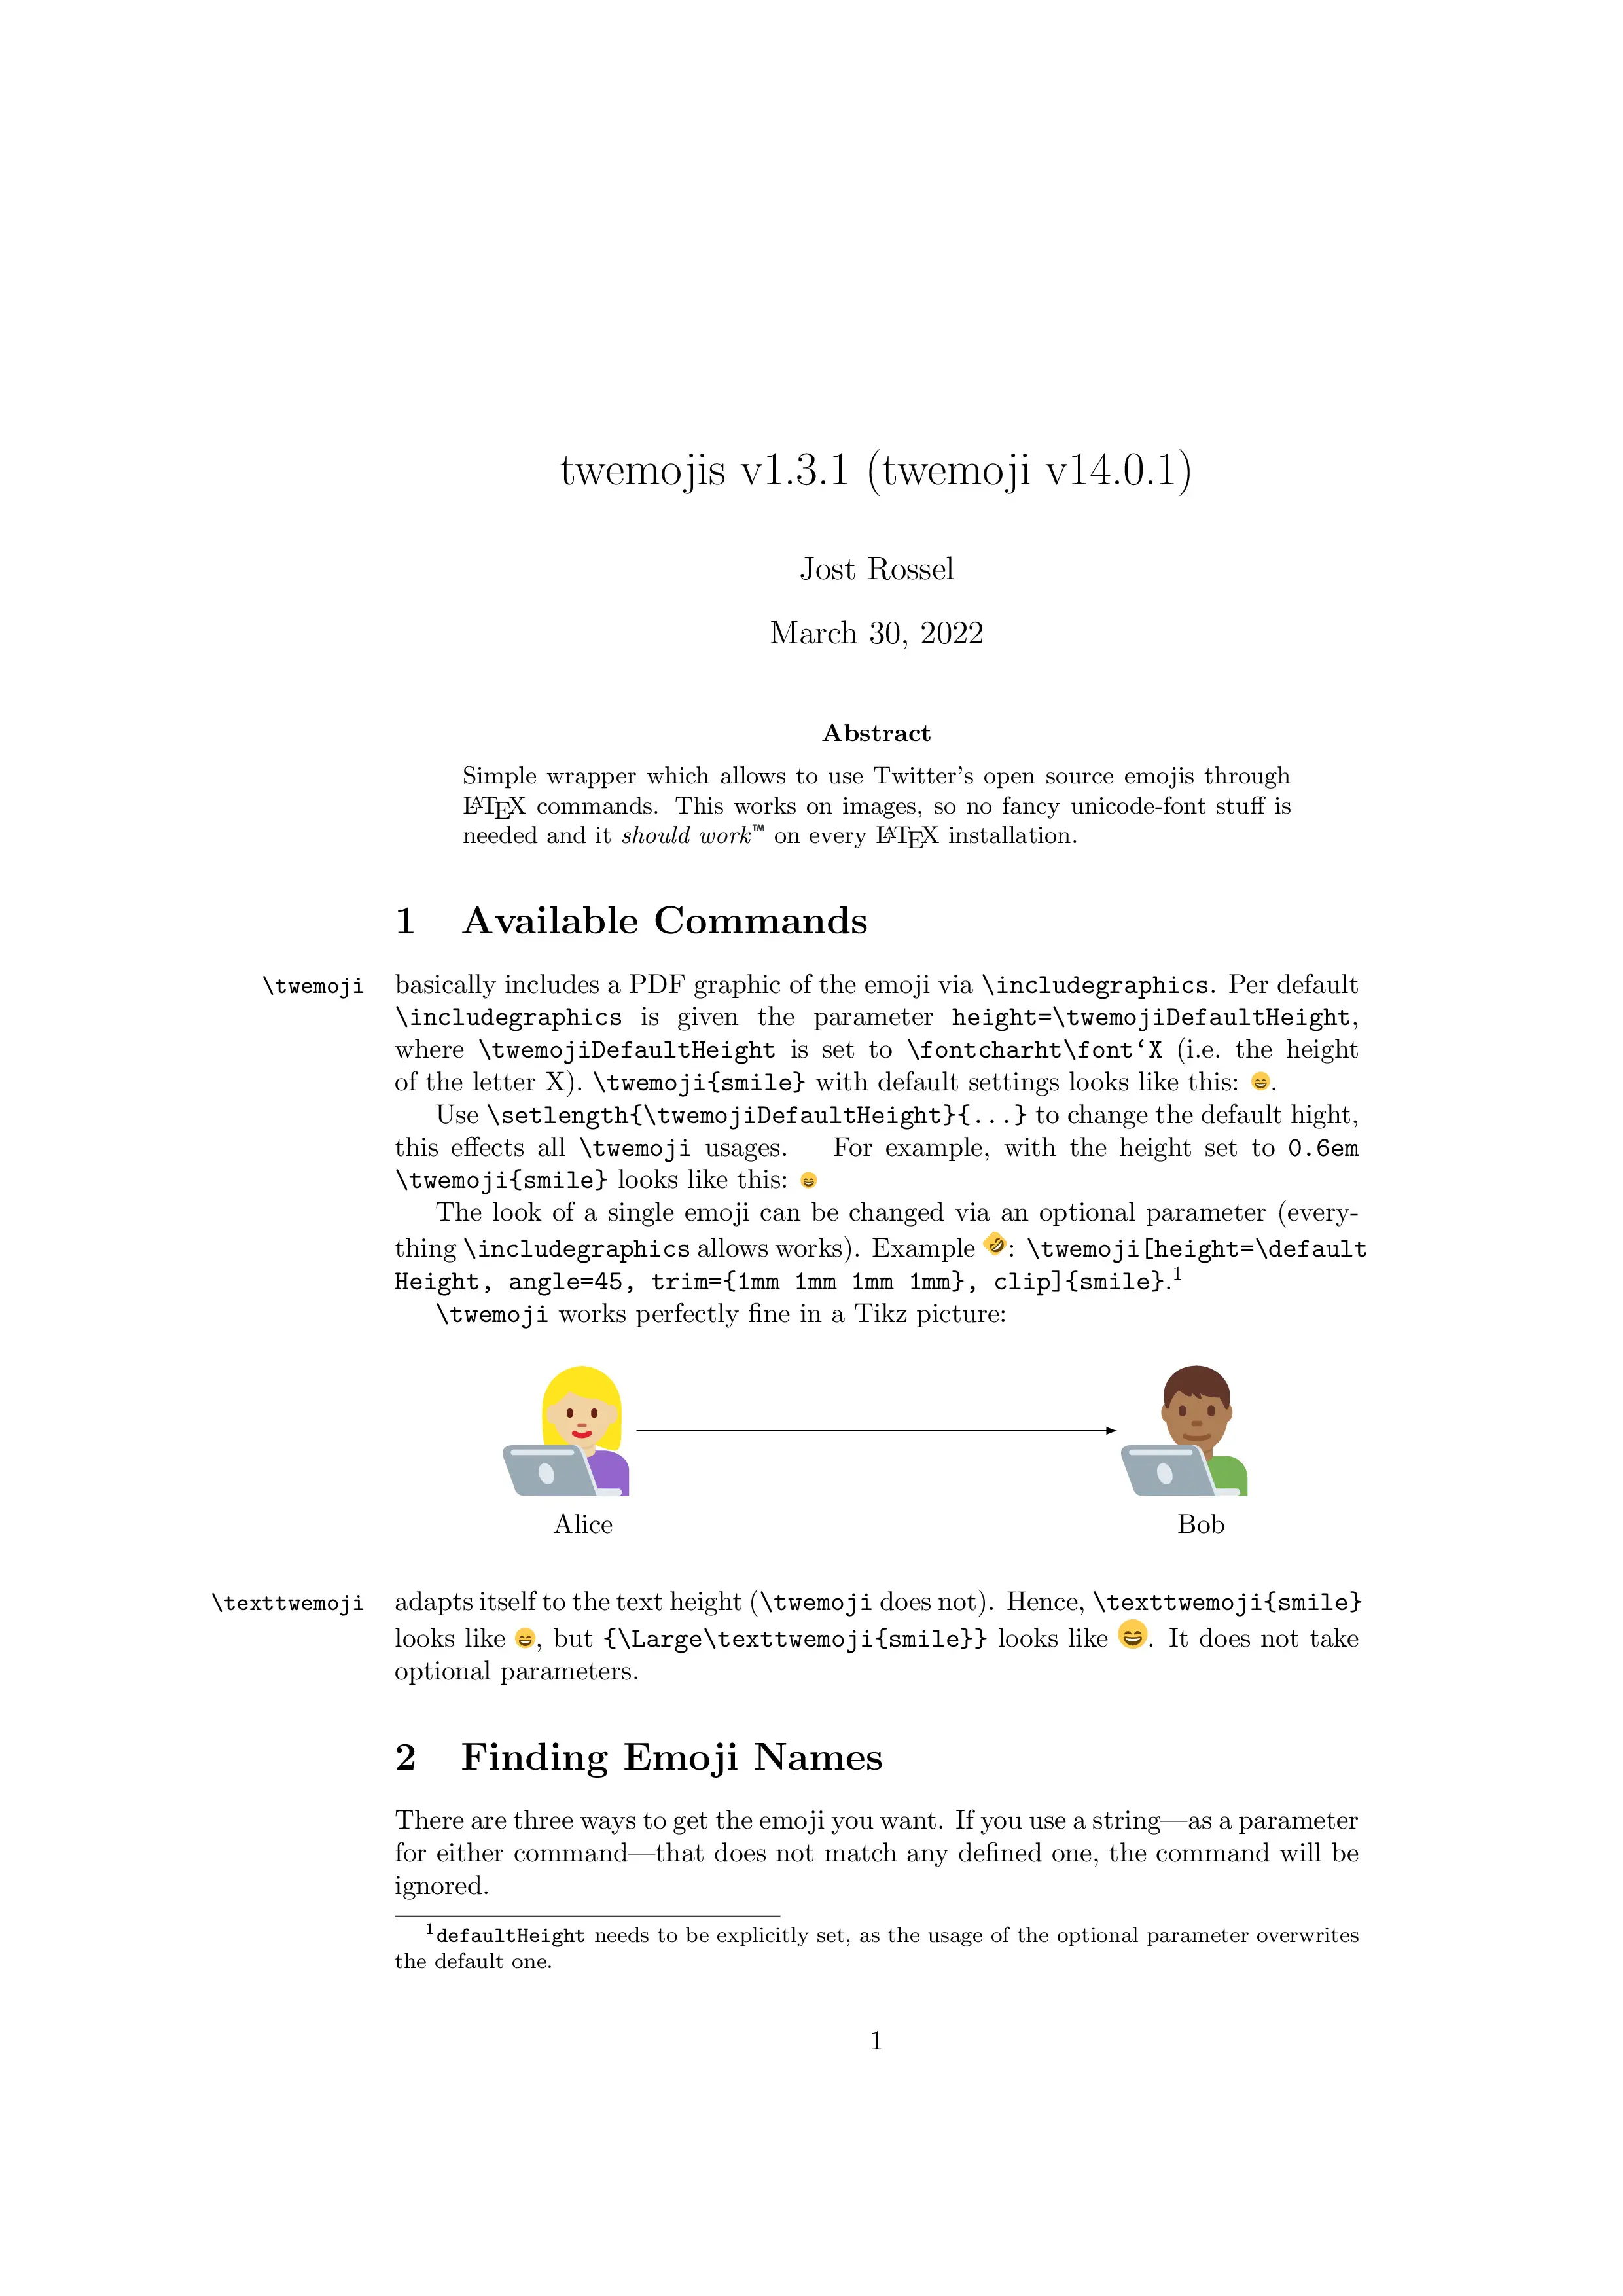 twemojis v1.3.1 (twemoji v14.0.1)
Jost Rossel
March 30, 2022
Abstract
Simple wrapper which allows to use Twitter's open source emojis through
LATEX commands. This works on images, so no fancy unicode-font stuff is
needed and it should work™ on every LATEX installation.
1 Available Commands
\twemoji basically includes a PDF graphic of the emoji via \includegraphics. Per default
\includegraphics is given the parameter height=\twemojiDefaultHeight,
where \twemojiDefaultHeight is set to \fontcharht\font‘X (i.e. the height
of the letter X). \twemoji{smile} with default settings looks like this: 😄.
Use \setlength{\twemojiDefaultHeight}{...} to change the default hight,
this effects all \twemoji usages. For example, with the height set to 0.6em
\twemoji{smile} looks like this: 😄
The look of a single emoji can be changed via an optional parameter (every-
thing \includegraphics allows works). Example 😄: \twemoji[height=\default
Height, angle=45, trim={1mm 1mm 1mm 1mm}, clip]{smile}.¹
\twemoji works perfectly fine in a Tikz picture:
Alice Bob
\texttwemoji adapts itself to the text height (\twemoji does not). Hence, \texttwemoji{smile}
looks like 😄, but {\Large\texttwemoji{smile}} looks like 😄. It does not take
optional parameters.
2 Finding Emoji Names
There are three ways to get the emoji you want. If you use a string—as a parameter
for either command—that does not match any defined one, the command will be
ignored.
¹defaultHeight needs to be explicitly set, as the usage of the optional parameter overwrites
the default one.
1